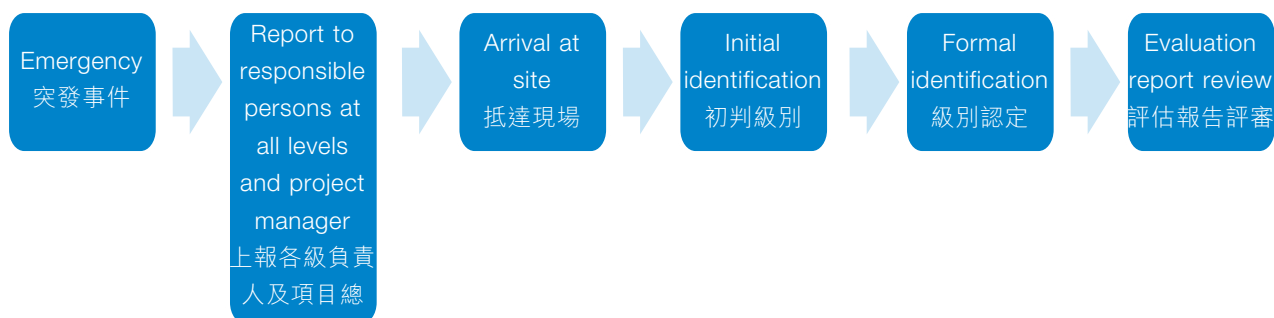 Emergency
突發事件
Report to
responsible
persons at
all levels
and project
manager
上報各級負責
人及項目總
Arrival at
site
抵達現場
Initial
identification
初判級別
Formal
identification
級別認定
Evaluation
report review
評估報告評審